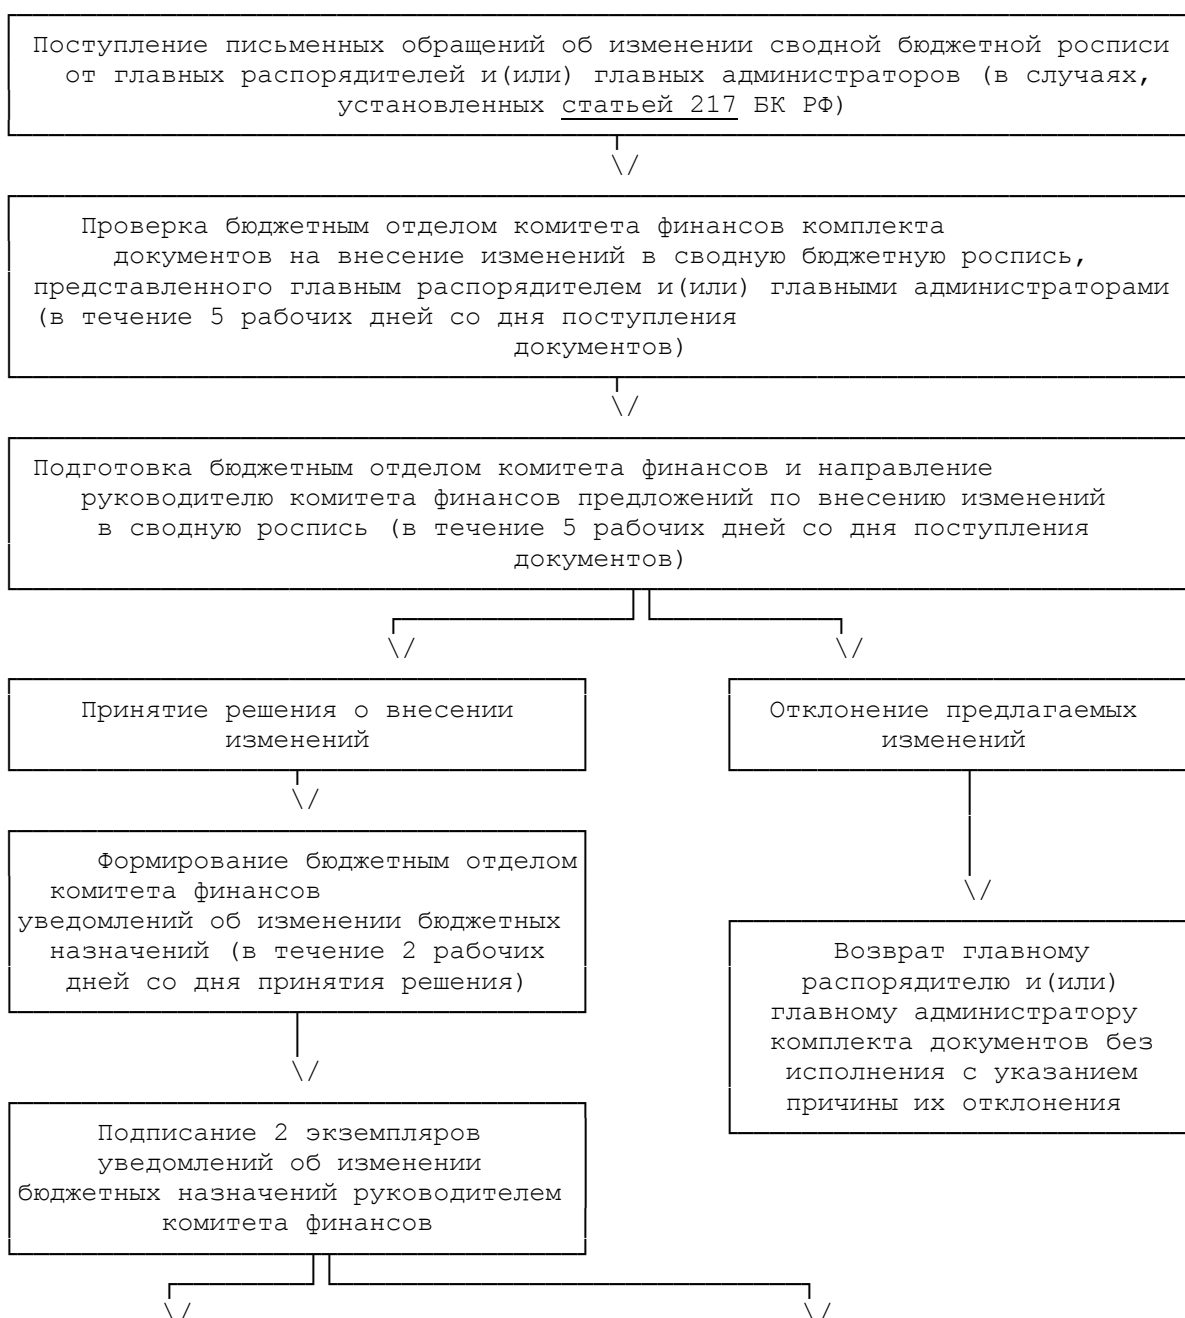 Поступление письменных обращений об изменении сводной бюджетной росписи
от главных распорядителей и(или) главных администраторов (в случаях,
установленных статьей 217 БК РФ)
Проверка бюджетным отделом комитета финансов комплекта
документов на внесение изменений в сводную бюджетную роспись,
представленного главным распорядителем и(или) главными администраторами
(в течение 5 рабочих дней со дня поступления
документов)
Подготовка бюджетным отделом комитета финансов и направление
руководителю комитета финансов предложений по внесению изменений
в сводную роспись (в течение 5 рабочих дней со дня поступления
документов)
Принятие решения о внесении
изменений
Отклонение предлагаемых
изменений
Формирование бюджетным отделом
комитета финансов
уведомлений об изменении бюджетных
назначений (в течение 2 рабочих
дней со дня принятия решения)
Возврат главному
распорядителю и(или)
главному администратору
комплекта документов без
исполнения с указанием
причины их отклонения
Подписание 2 экземпляров
уведомлений об изменении
бюджетных назначений руководителем
комитета финансов